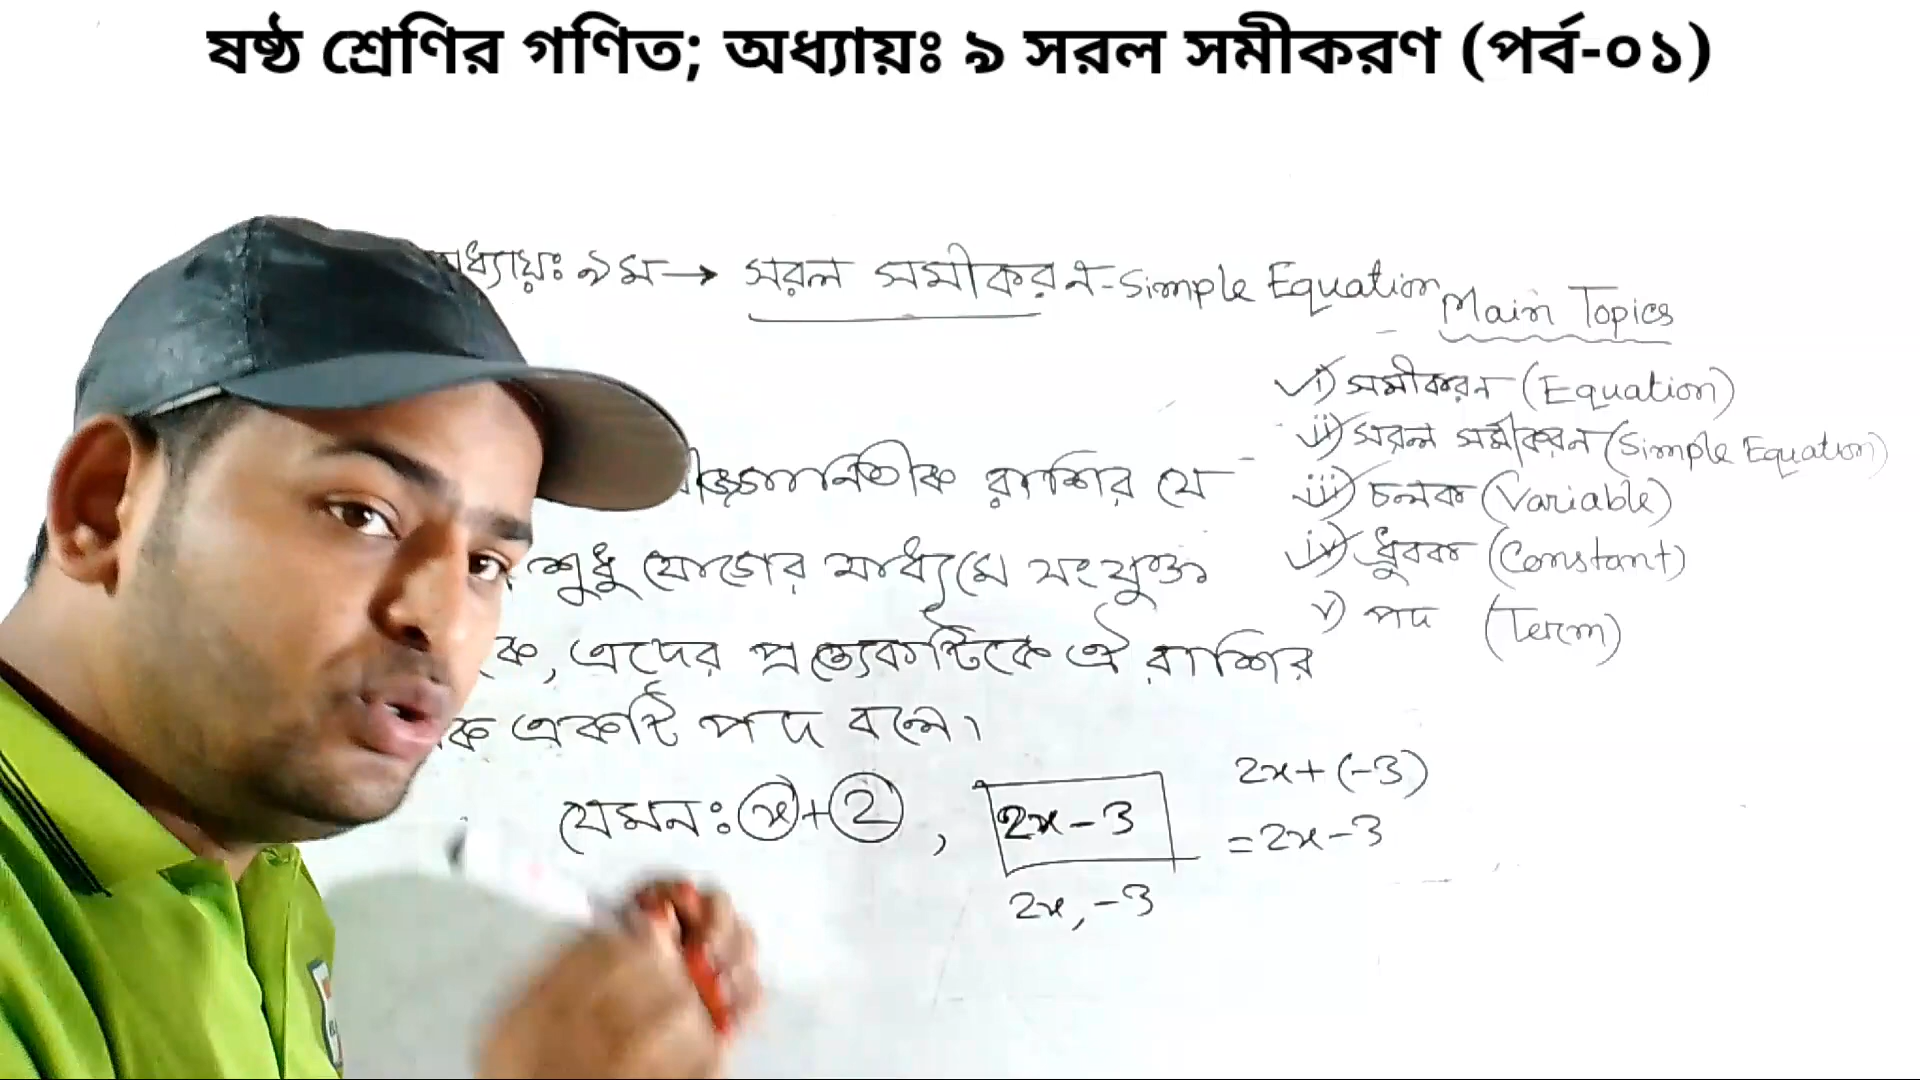 ষষ্ঠ শ্রেণির গণিত; অধ্যায়ঃ ৯ সরল সমীকরণ (পর্ব-০১)
ধ্যায়ঃ ৯ম→ সরল সমীকরণ-Simple Equation
Main Topics
i) সমীকরন (Equation)
ii) সরল সমীকরন (Simple Equation)
iii) চলক (Variable)
iv) ধ্রুবক (Constant)
v) পদ (Term)
রাশির যে
শুধু যোগের মাধ্যমে সংযুক্ত
ক, এদের প্রত্যেকটিকে ঐ রাশির
ক একটি পদ বলে।
যেমনঃ x+2, 2x-3
2x, -3
2x+(-3)
=2x-3